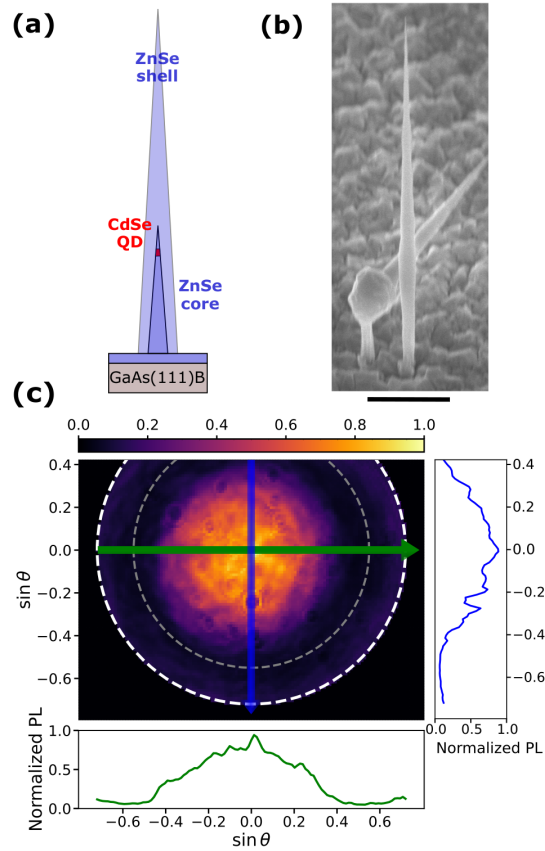 (a)
ZnSe
shell
CdSe
QD
ZnSe
core
GaAs(111)B
(b)
(c)
0.0 0.2 0.4 0.6 0.8 1.0
0.4
0.2
0.0
−0.2
−0.4
−0.6
sin θ
0.4
0.2
0.0
−0.2
−0.4
−0.6
0.0 0.5 1.0
Normalized PL
1.0
0.5
0.0
Normalized PL
−0.6 −0.4 −0.2 0.0 0.2 0.4 0.6
sin θ